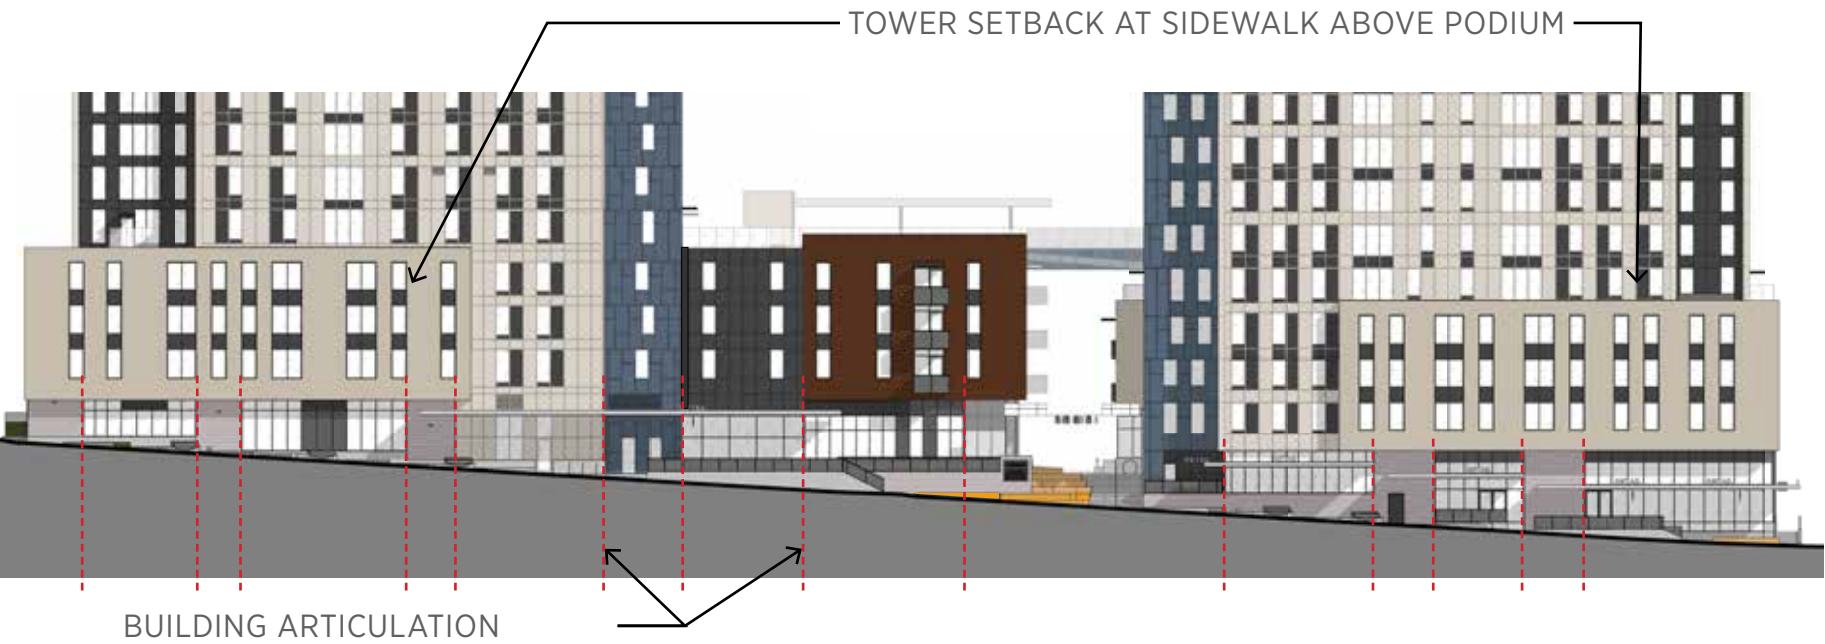 TOWER SETBACK AT SIDEWALK ABOVE PODIUM
BUILDING ARTICULATION